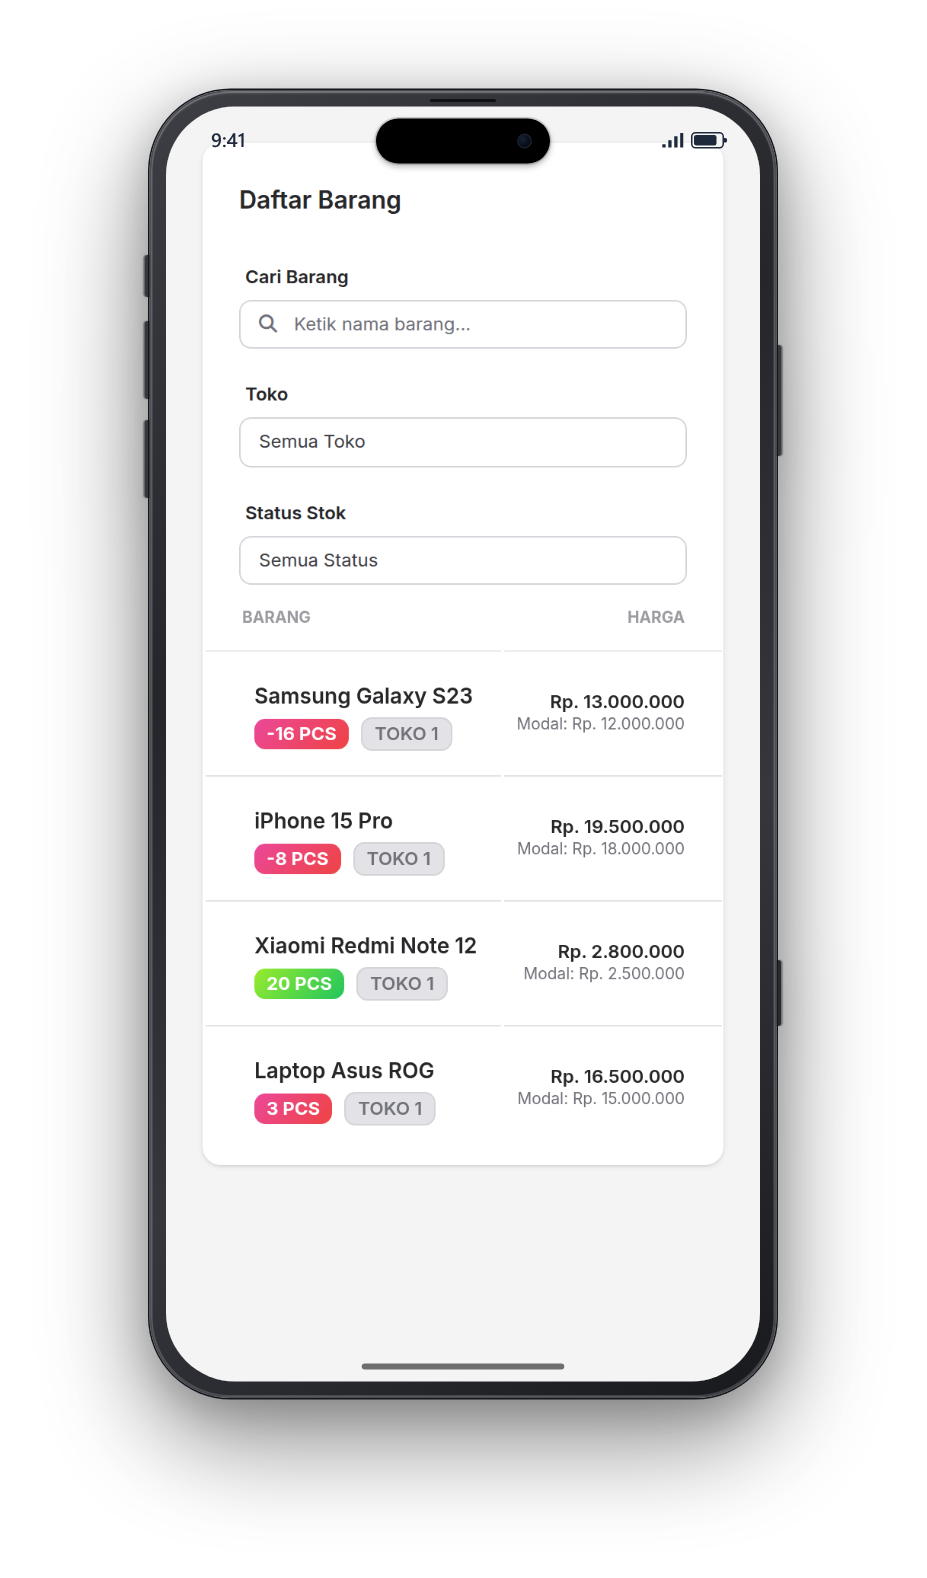 9:41
Daftar Barang
Cari Barang
Ketik nama barang...
Toko
Semua Toko
Status Stok
Semua Status
BARANG HARGA
Samsung Galaxy S23
Rp. 13.000.000
-16 PCS TOKO 1
Modal: Rp. 12.000.000
iPhone 15 Pro
Rp. 19.500.000
-8 PCS TOKO 1
Modal: Rp. 18.000.000
Xiaomi Redmi Note 12
Rp. 2.800.000
20 PCS TOKO 1
Modal: Rp. 2.500.000
Laptop Asus ROG
Rp. 16.500.000
3 PCS TOKO 1
Modal: Rp. 15.000.000